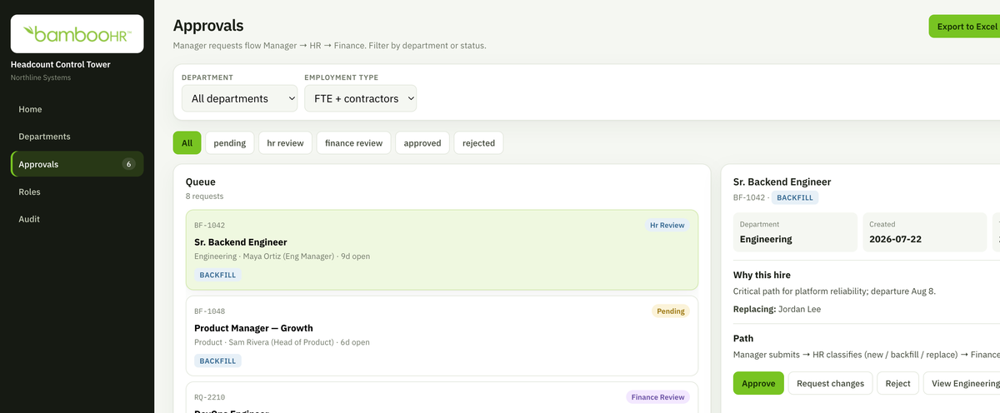 bambooHR™
Headcount Control Tower
Northline Systems
Home
Departments
Approvals 6
Roles
Audit
Approvals
Manager requests flow Manager → HR → Finance. Filter by department or status.
Export to Excel
DEPARTMENT EMPLOYMENT TYPE
All departments FTE + contractors
All pending hr review finance review approved rejected
Queue
8 requests
BF-1042 Hr Review
Sr. Backend Engineer
Engineering · Maya Ortiz (Eng Manager) · 9d open
BACKFILL
BF-1048 Pending
Product Manager — Growth
Product · Sam Rivera (Head of Product) · 6d open
BACKFILL
RQ-2210 Finance Review
DevOps Engineer
Sr. Backend Engineer
BF-1042 · BACKFILL
Department Created
Engineering 2026-07-22
Why this hire
Critical path for platform reliability; departure Aug 8.
Replacing: Jordan Lee
Path
Manager submits → HR classifies (new / backfill / replace) → Finance
Approve Request changes Reject View Engineering